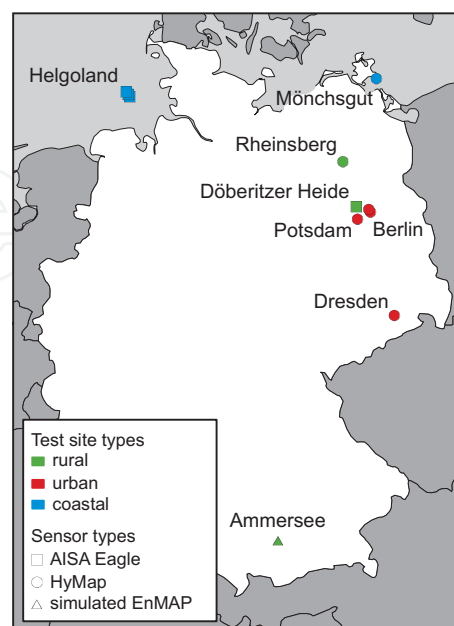 Helgoland
Mönchsgut
Rheinsberg
Döberitzer Heide
Potsdam
Berlin
Dresden
Test site types
rural
urban
coastal
Ammersee
Sensor types
AISA Eagle
HyMap
simulated EnMAP